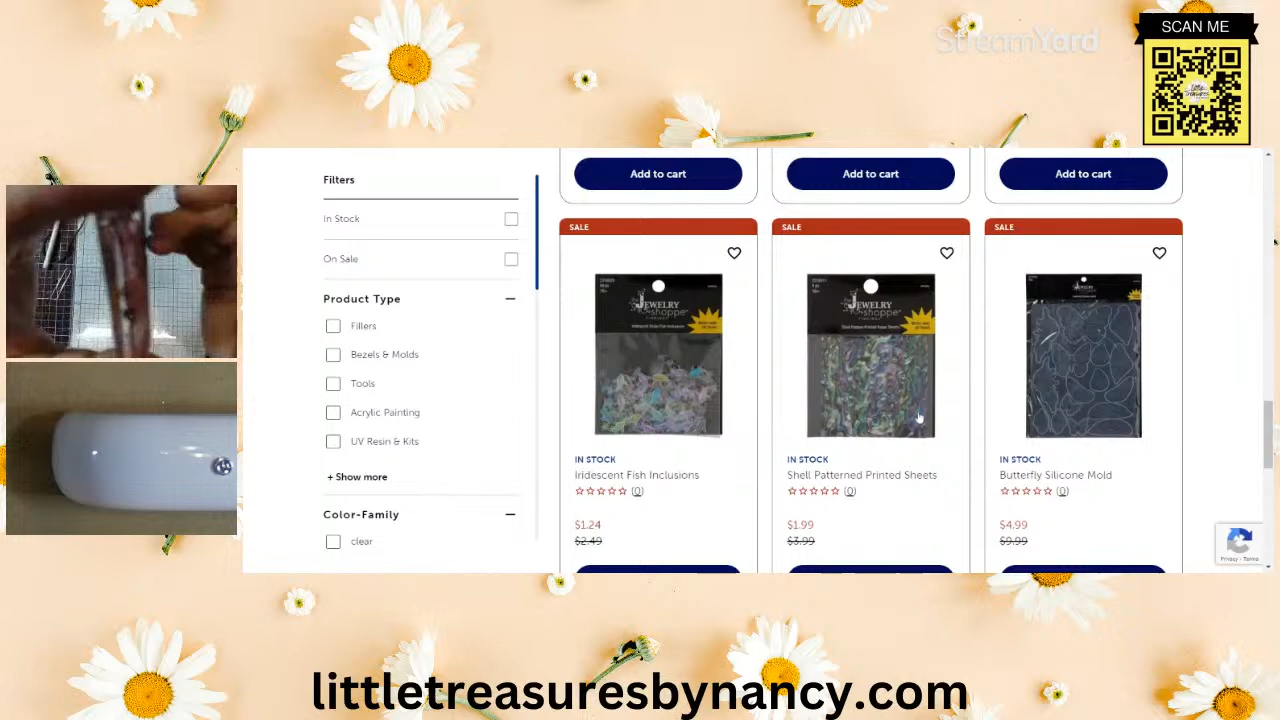 StreamYard
SCAN ME
Filters
In Stock
On Sale
Product Type
Fillers
Bezels & Molds
Tools
Acrylic Painting
UV Resin & Kits
+ Show more
Color-Family
clear
Add to cart
Add to cart
Add to cart
SALE
JEWELRY
shoppe
IN STOCK
Iridescent Fish Inclusions
(0)
$1.24
$2.49
SALE
JEWELRY
shoppe
IN STOCK
Shell Patterned Printed Sheets
(0)
$1.99
$3.99
SALE
IN STOCK
Butterfly Silicone Mold
(0)
$4.99
$9.99
Privacy - Terms
littletreasuresbynancy.com